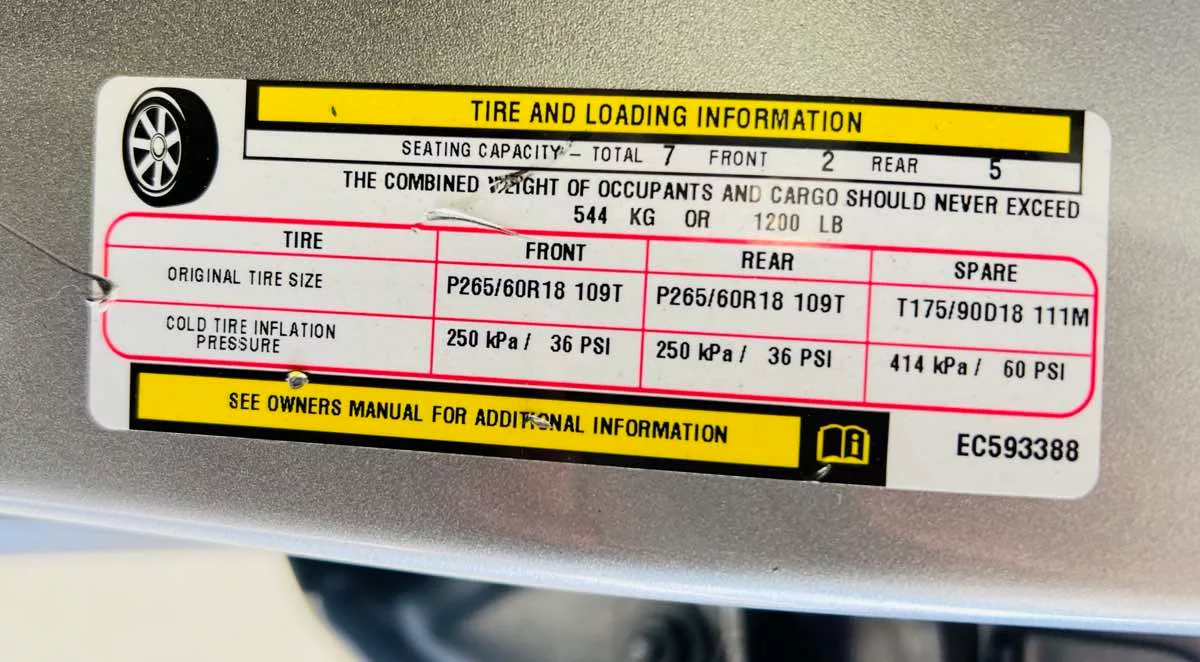 TIRE AND LOADING INFORMATION
SEATING CAPACITY – TOTAL 7 FRONT 2 REAR 5
THE COMBINED WEIGHT OF OCCUPANTS AND CARGO SHOULD NEVER EXCEED
544 KG OR 1200 LB
TIRE FRONT REAR SPARE
ORIGINAL TIRE SIZE P265/60R18 109T P265/60R18 109T T175/90D18 111M
COLD TIRE INFLATION
PRESSURE 250 kPa / 36 PSI 250 kPa / 36 PSI 414 kPa / 60 PSI
SEE OWNERS MANUAL FOR ADDITIONAL INFORMATION
EC593388